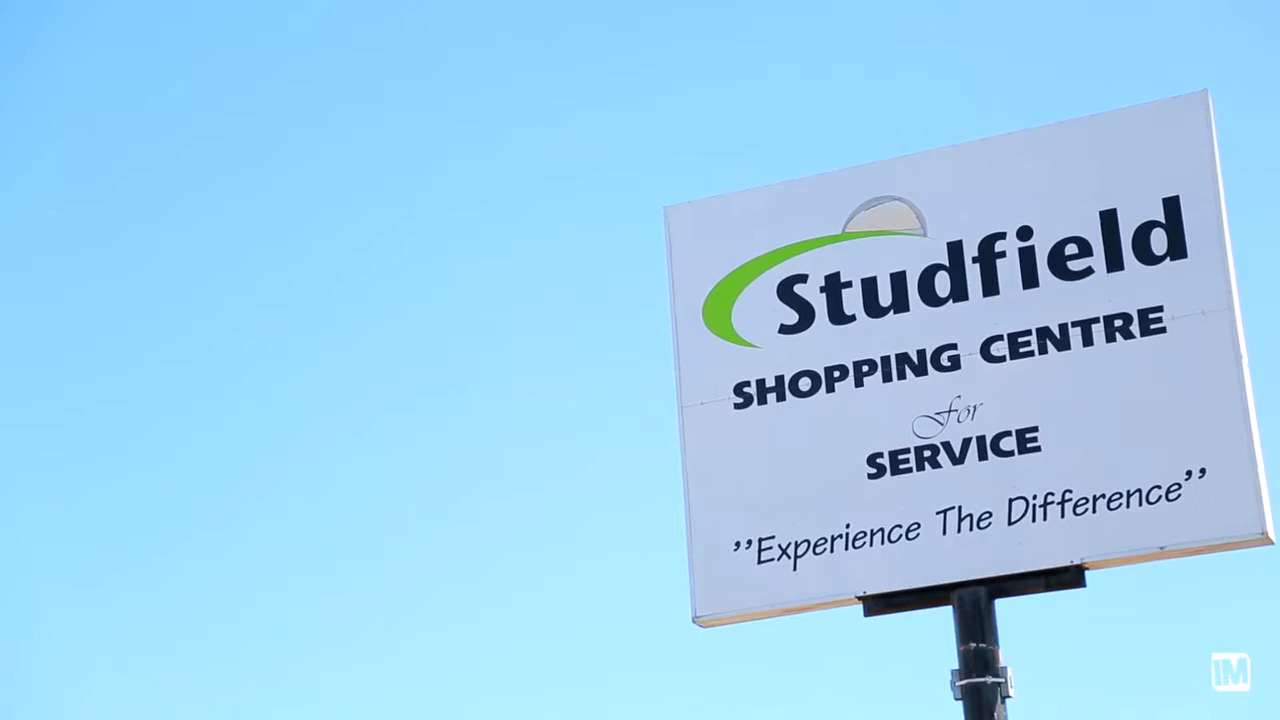 Studfield
SHOPPING CENTRE
for
SERVICE
”Experience The Difference”
IM